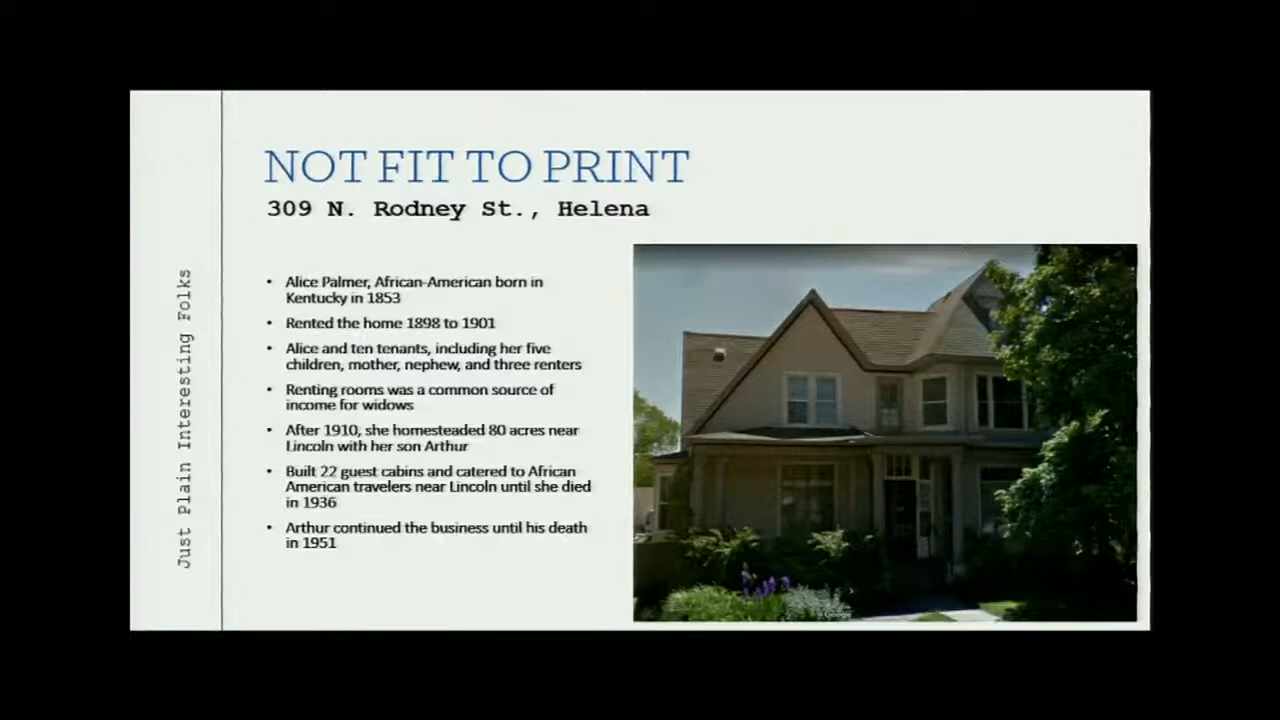 NOT FIT TO PRINT
309 N. Rodney St., Helena
Just Plain Interesting Folks
• Alice Palmer, African-American born in
Kentucky in 1853
• Rented the home 1898 to 1901
• Alice and ten tenants, including her five
children, mother, nephew, and three renters
• Renting rooms was a common source of
income for widows
• After 1910, she homesteaded 80 acres near
Lincoln with her son Arthur
• Built 22 guest cabins and catered to African
American travelers near Lincoln until she died
in 1936
• Arthur continued the business until his death
in 1951